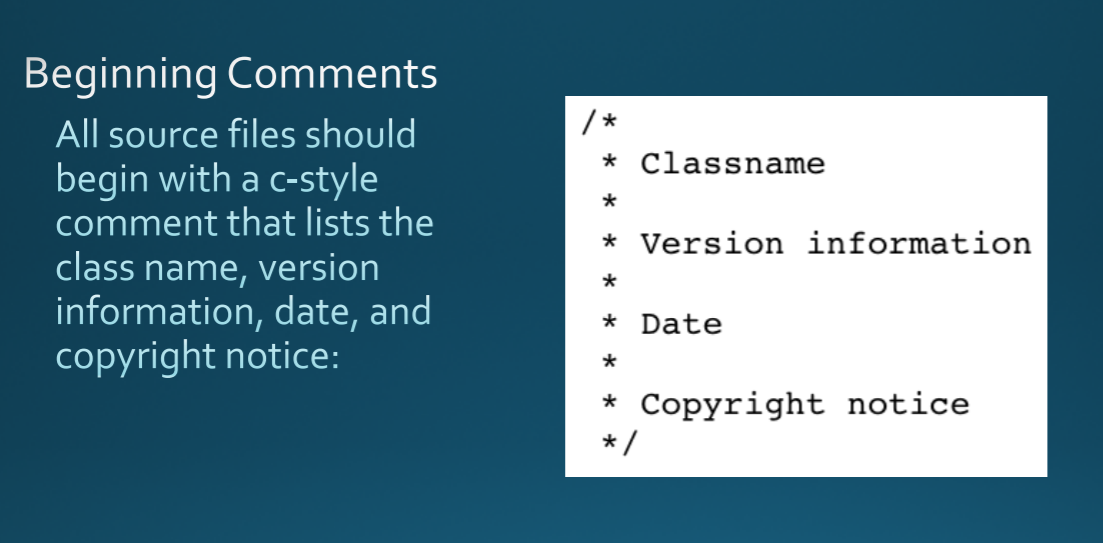 Beginning Comments
All source files should
begin with a c-style
comment that lists the
class name, version
information, date, and
copyright notice:
/*
 * Classname
 *
 * Version information
 *
 * Date
 *
 * Copyright notice
 */